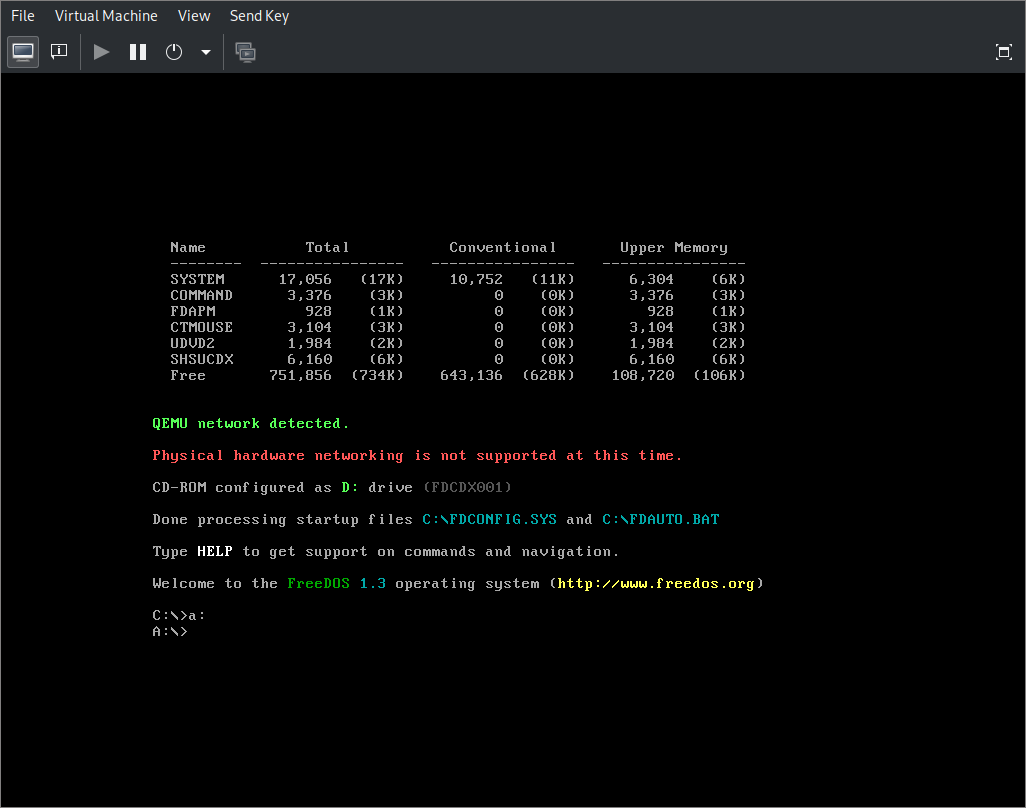 File Virtual Machine View Send Key
Name Total Conventional Upper Memory
-------- ---------------- ---------------- ----------------
SYSTEM 17,056 (17K) 10,752 (11K) 6,304 (6K)
COMMAND 3,376 (3K) 0 (0K) 3,376 (3K)
FDAPM 928 (1K) 0 (0K) 928 (1K)
CTMOUSE 3,104 (3K) 0 (0K) 3,104 (3K)
UDVD2 1,984 (2K) 0 (0K) 1,984 (2K)
SHSUCDX 6,160 (6K) 0 (0K) 6,160 (6K)
Free 751,856 (734K) 643,136 (628K) 108,720 (106K)
QEMU network detected.
Physical hardware networking is not supported at this time.
CD-ROM configured as D: drive (FDCDX001)
Done processing startup files C:\FDCONFIG.SYS and C:\FDAUTO.BAT
Type HELP to get support on commands and navigation.
Welcome to the FreeDOS 1.3 operating system (http://www.freedos.org)
C:\>a:
A:\>